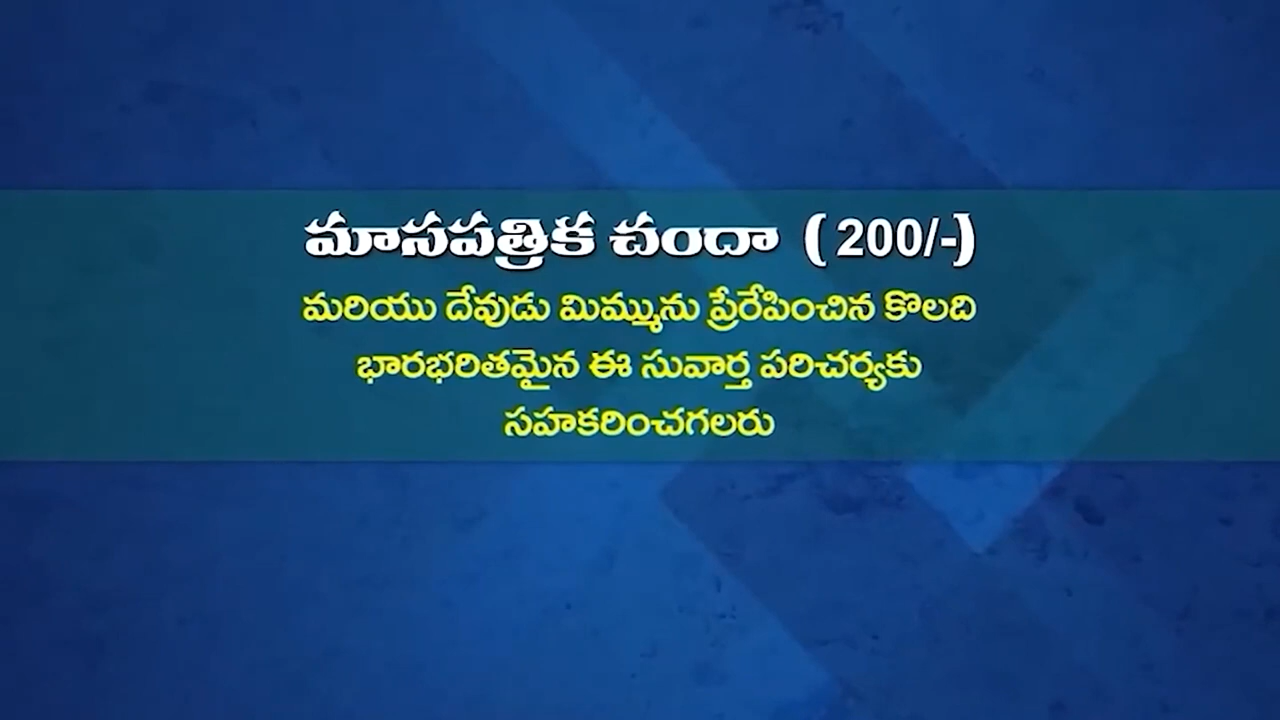 మాసపత్రిక చందా ( 200/-)
మరియు దేవుడు మిమ్మును ప్రేరేపించిన కొలది
భారభరితమైన ఈ సువార్త పరిచర్యకు
సహకరించగలరు